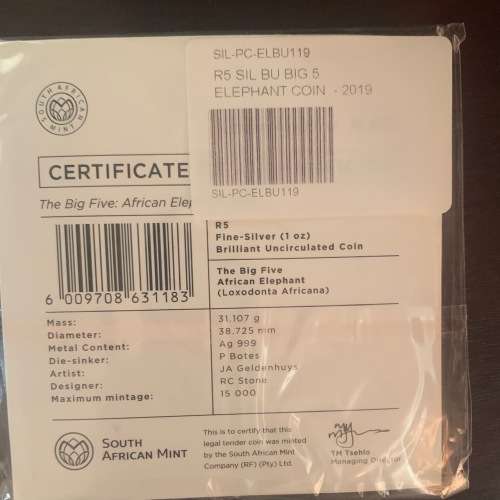 SIL-PC-ELBU119
R5 SIL BU BIG 5
ELEPHANT COIN - 2019
SIL-PC-ELBU119
SOUTH AFRICAN MINT
CERTIFICATE
The Big Five: African Elep
R5
Fine-Silver (1 oz)
Brilliant Uncirculated Coin
The Big Five
African Elephant
(Loxodonta Africana)
6 009708 631183
Mass: 31,107 g
Diameter: 38.725 mm
Metal Content: Ag 999
Die-sinker: P Botes
Artist: JA Geldenhuys
Designer: RC Stone
Maximum mintage: 15 000
SOUTH
AFRICAN MINT
This is to certify that this
legal tender coin was minted
by the South African Mint
Company (RF) (Pty) Ltd.
TM Tsehlo
Managing Director